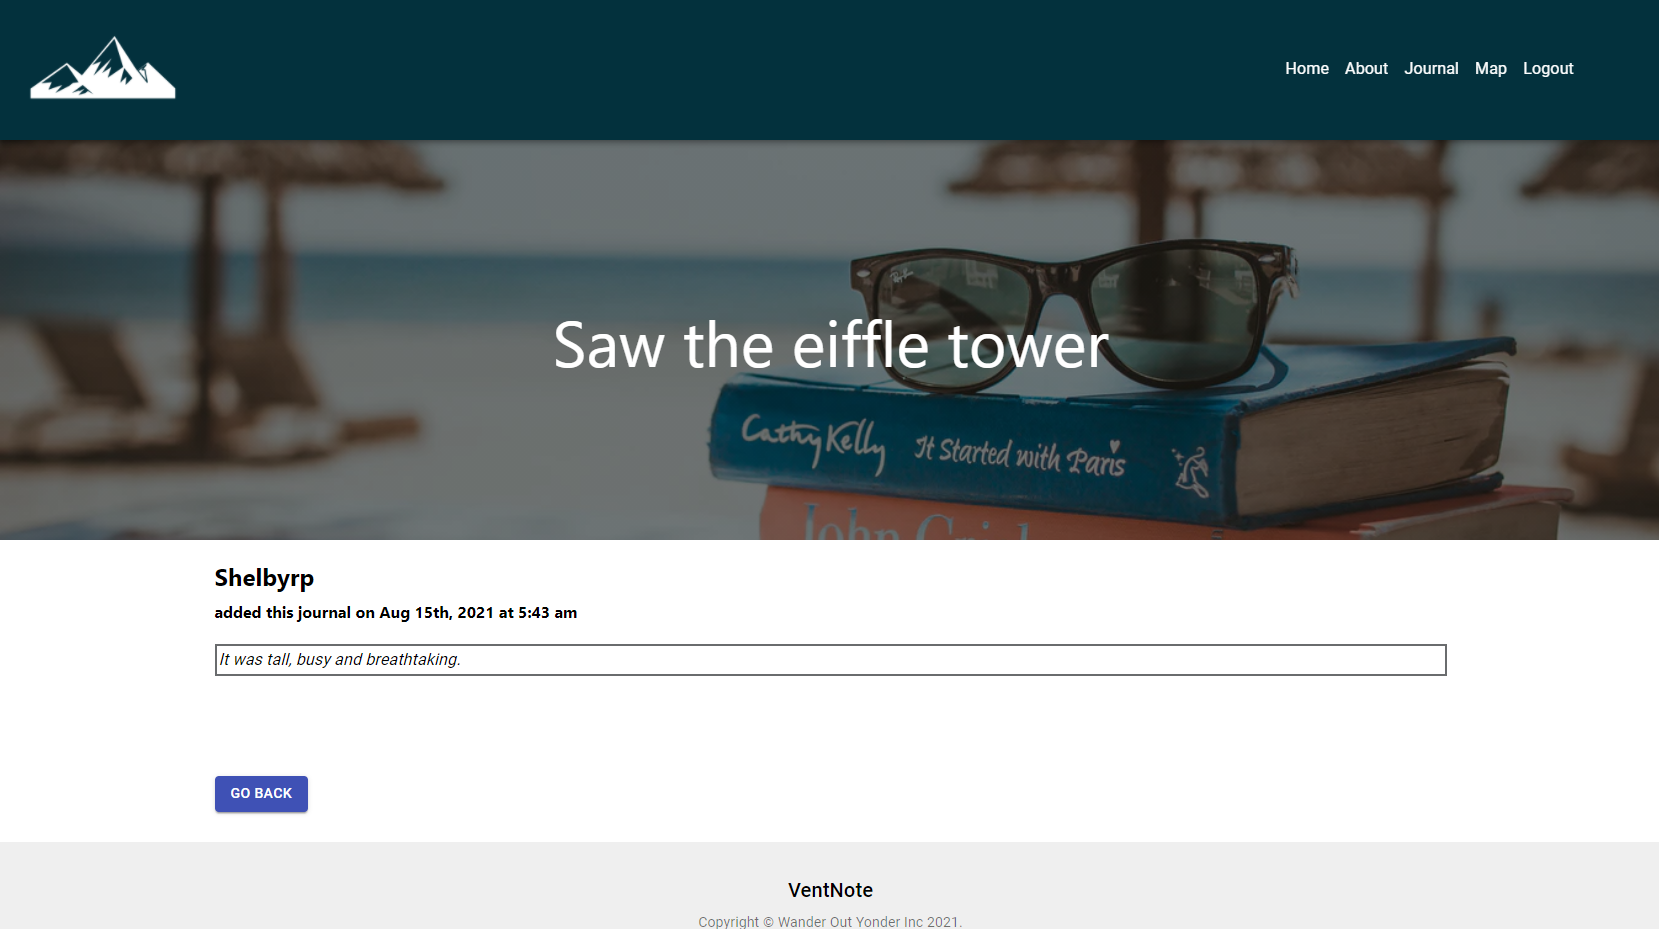 Home About Journal Map Logout
Ray-Ban
Saw the eiffle tower
Cathy Kelly It Started with Paris
John
Shelbyrp
added this journal on Aug 15th, 2021 at 5:43 am
It was tall, busy and breathtaking.
GO BACK
VentNote
Copyright © Wander Out Yonder Inc 2021.